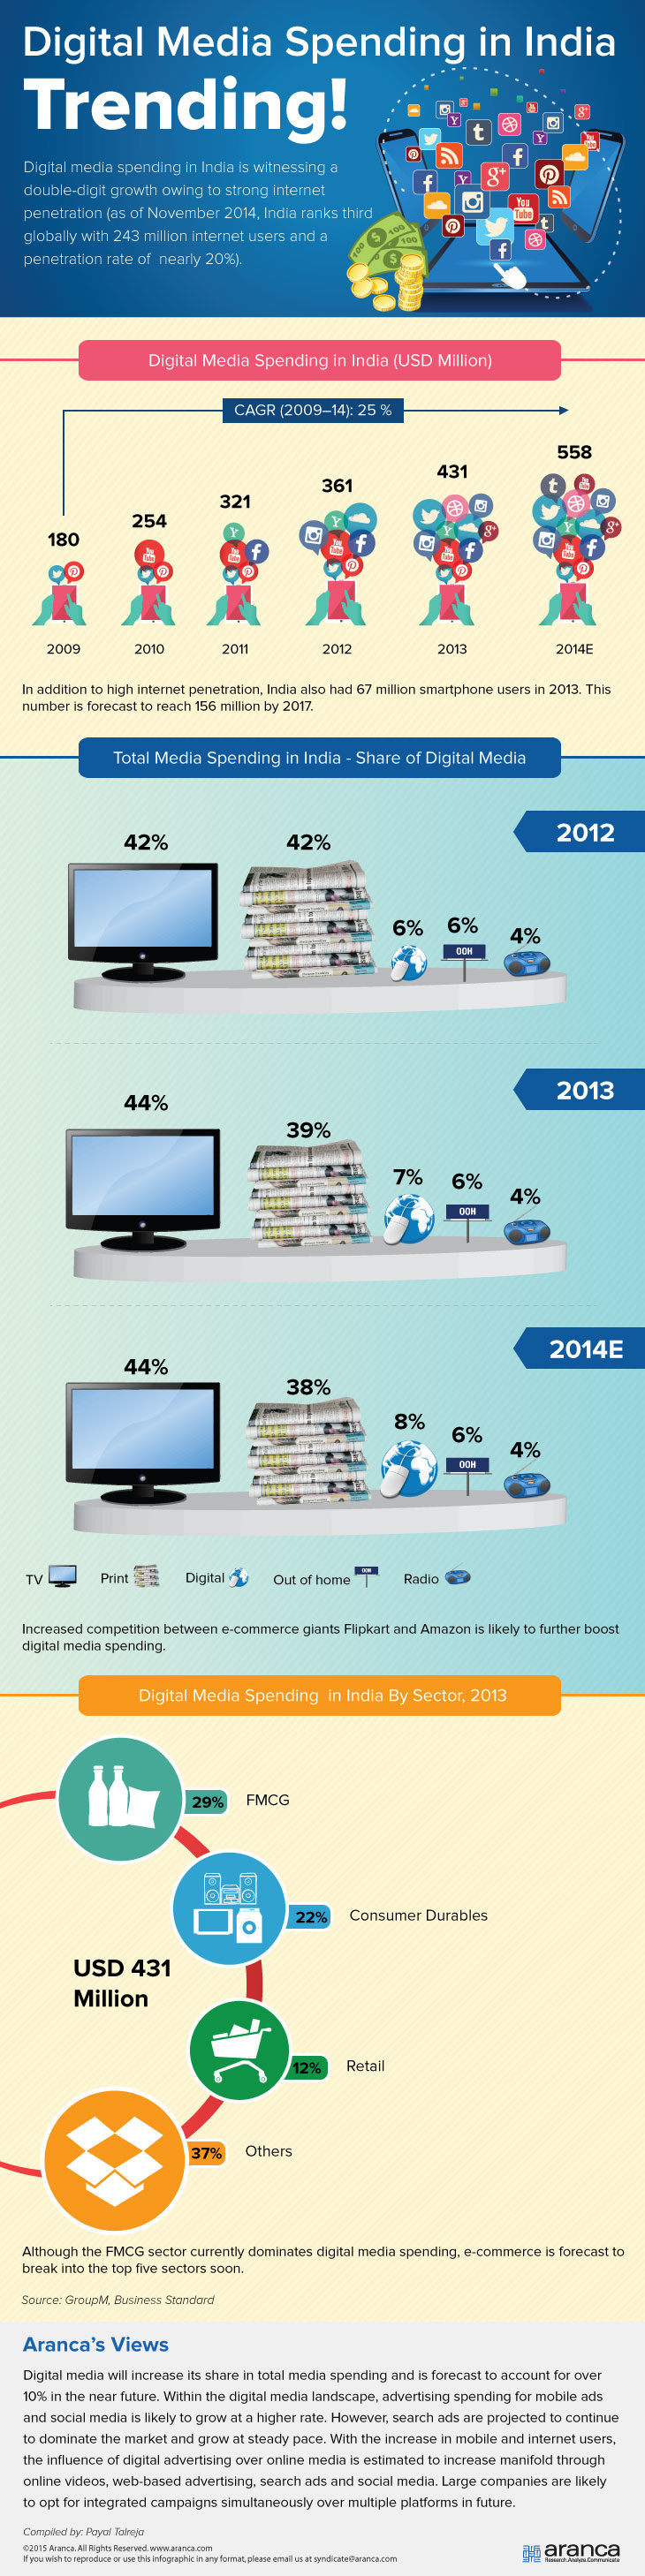 Digital Media Spending in India
Trending!
Digital media spending in India is witnessing a
double-digit growth owing to strong internet
penetration (as of November 2014, India ranks third
globally with 243 million internet users and a
penetration rate of nearly 20%).
Digital Media Spending in India (USD Million)
CAGR (2009–14): 25 %
180
254
321
361
431
558
2009
2010
2011
2012
2013
2014E
In addition to high internet penetration, India also had 67 million smartphone users in 2013. This
number is forecast to reach 156 million by 2017.
Total Media Spending in India - Share of Digital Media
2012
42%
42%
6%
6%
4%
OOH
2013
44%
39%
7%
6%
4%
OOH
2014E
44%
38%
8%
6%
4%
OOH
TV
Print
Digital
Out of home
OOH
Radio
Increased competition between e-commerce giants Flipkart and Amazon is likely to further boost
digital media spending.
Digital Media Spending in India By Sector, 2013
29%
FMCG
22%
Consumer Durables
USD 431
Million
12%
Retail
37%
Others
Although the FMCG sector currently dominates digital media spending, e-commerce is forecast to
break into the top five sectors soon.
Source: GroupM, Business Standard
Aranca's Views
Digital media will increase its share in total media spending and is forecast to account for over
10% in the near future. Within the digital media landscape, advertising spending for mobile ads
and social media is likely to grow at a higher rate. However, search ads are projected to continue
to dominate the market and grow at steady pace. With the increase in mobile and internet users,
the influence of digital advertising over online media is estimated to increase manifold through
online videos, web-based advertising, search ads and social media. Large companies are likely
to opt for integrated campaigns simultaneously over multiple platforms in future.
Compiled by: Payal Talreja
©2015 Aranca. All Rights Reserved. www.aranca.com
If you wish to reproduce or use this infographic in any format, please email us at syndicate@aranca.com
aranca
Research. Analyze. Communicate.